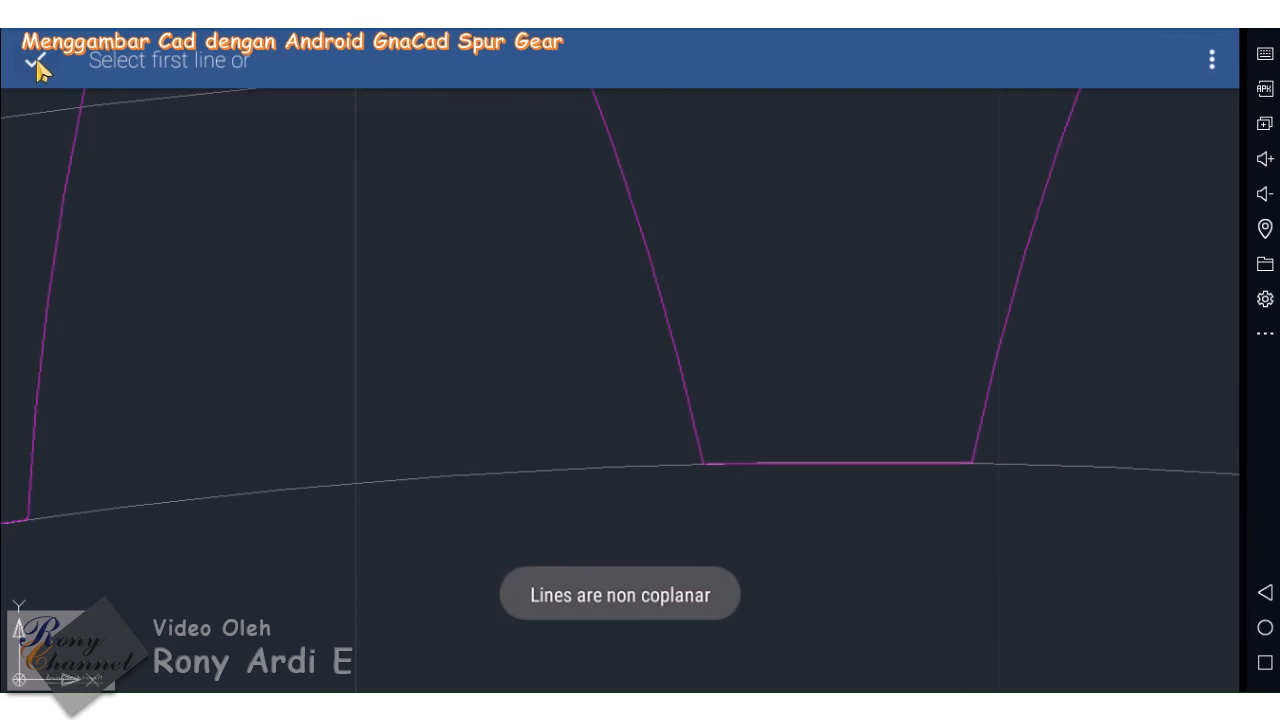 Menggambar Cad dengan Android GnaCad Spur Gear
Select first line or
APK
Lines are non coplanar
Y
X
Rony
Channel
Video Oleh
Rony Ardi E